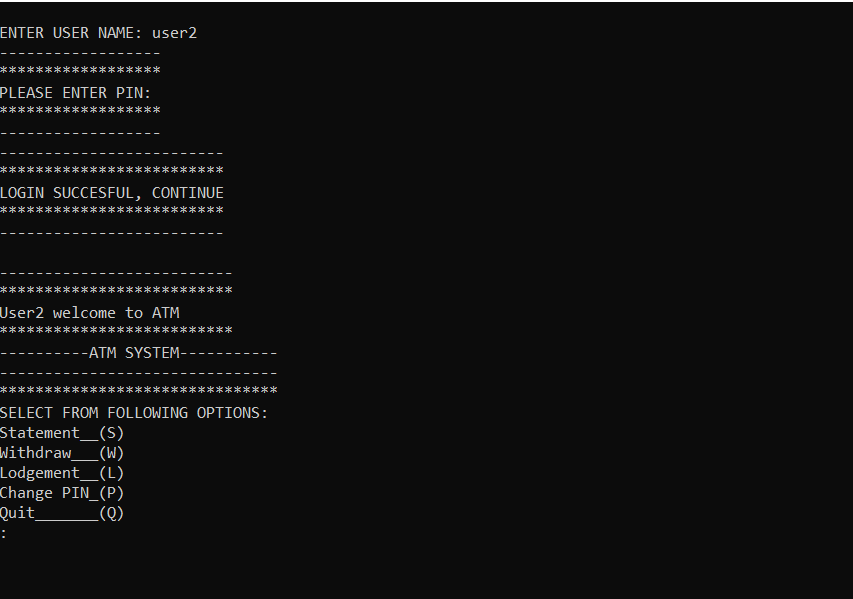 ENTER USER NAME: user2
------------------
******************
PLEASE ENTER PIN:
******************
------------------
-------------------------
*************************
LOGIN SUCCESFUL, CONTINUE
*************************
-------------------------
--------------------------
**************************
User2 welcome to ATM
**************************
----------ATM SYSTEM-----------
-------------------------------
*******************************
SELECT FROM FOLLOWING OPTIONS:
Statement__(S)
Withdraw___(W)
Lodgement__(L)
Change PIN_(P)
Quit_______(Q)
: